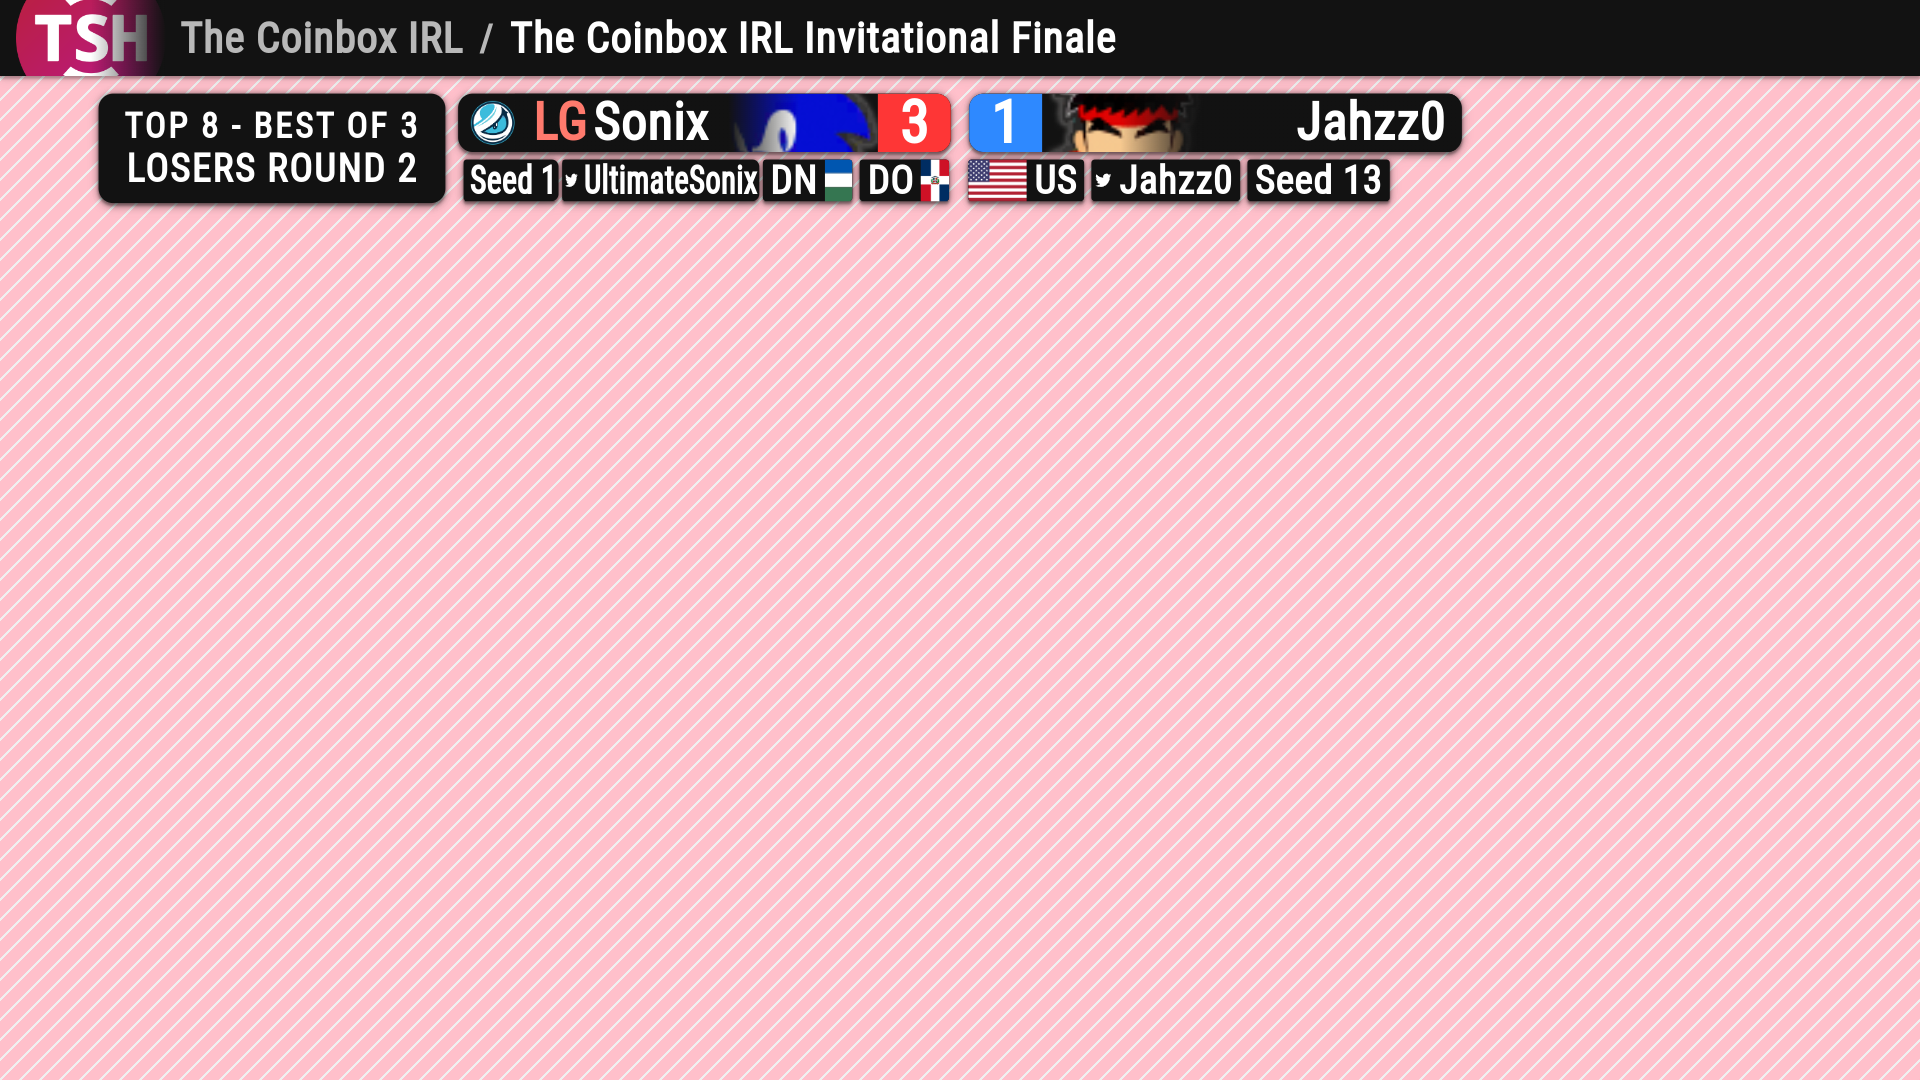 TSH The Coinbox IRL / The Coinbox IRL Invitational Finale
TOP 8 - BEST OF 3
LOSERS ROUND 2
LG Sonix 3
1 Jahzz0
Seed 1 UltimateSonix DN DO
US Jahzz0 Seed 13